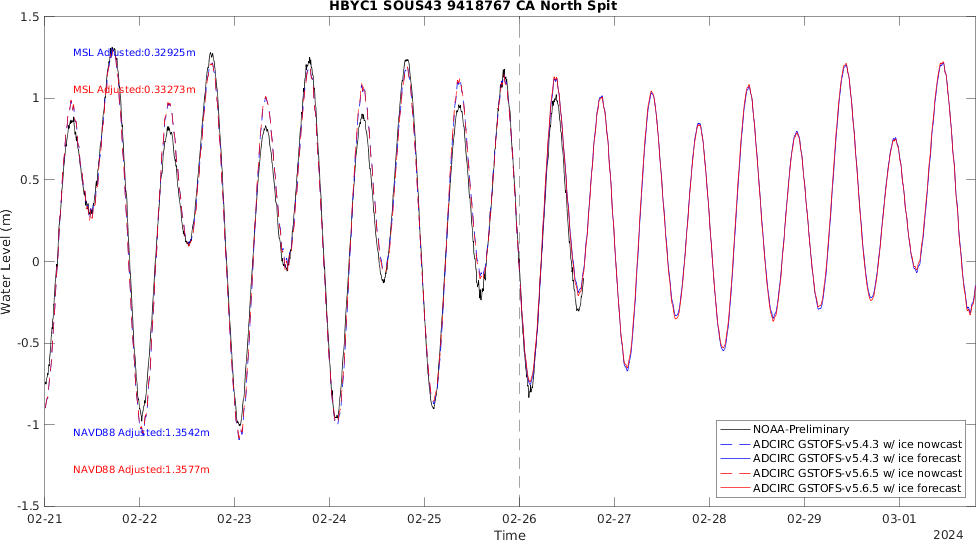 HBYC1 SOUS43 9418767 CA North Spit
1.5
1
0.5
0
-0.5
-1
-1.5
Water Level (m)
MSL Adjusted:0.32925m
MSL Adjusted:0.33273m
NAVD88 Adjusted:1.3542m
NAVD88 Adjusted:1.3577m
NOAA-Preliminary
ADCIRC GSTOFS-v5.4.3 w/ ice nowcast
ADCIRC GSTOFS-v5.4.3 w/ ice forecast
ADCIRC GSTOFS-v5.6.5 w/ ice nowcast
ADCIRC GSTOFS-v5.6.5 w/ ice forecast
02-21 02-22 02-23 02-24 02-25 02-26 02-27 02-28 02-29 03-01
Time
2024